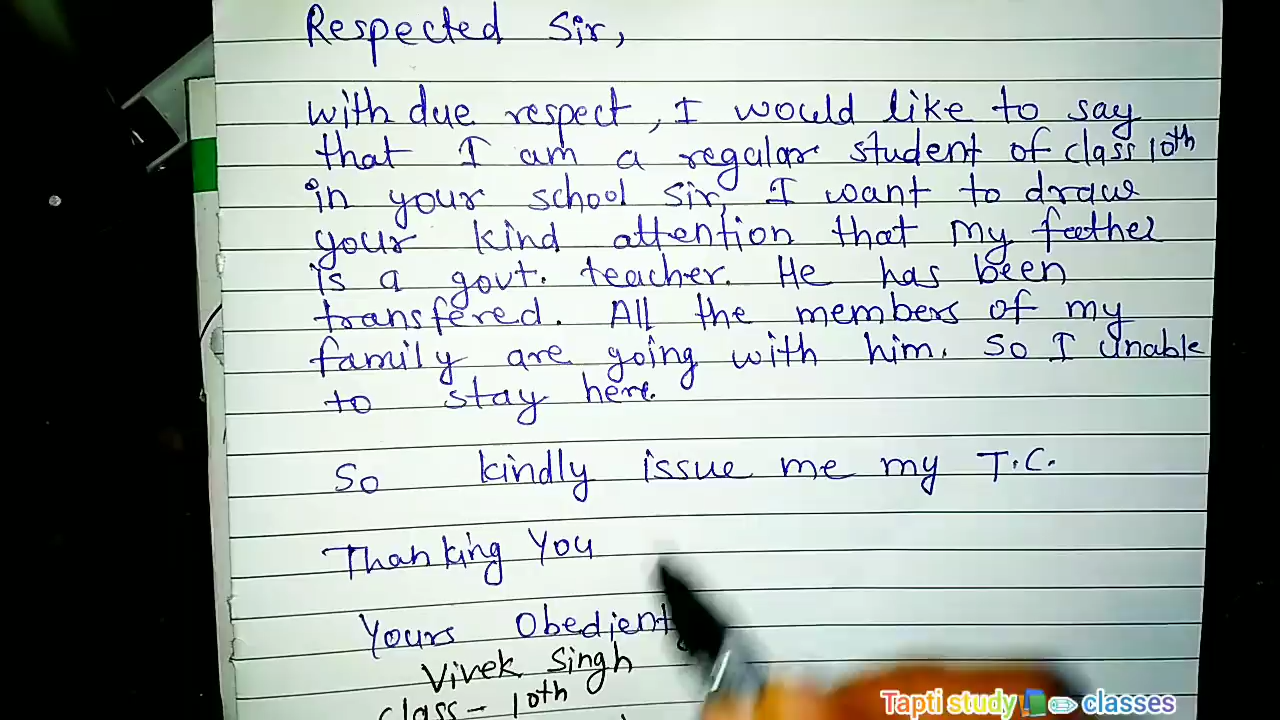 Respected Sir,
with due respect, I would like to say
that I am a regular student of class 10th
in your school sir, I want to draw
your kind attention that my father
is a govt. teacher. He has been
transfered. All the members of my
family are going with him. So I unable
to stay here.
So kindly issue me my T.C.
Thanking You
Yours Obedient
Vivek Singh
class - 10th
Tapti study classes